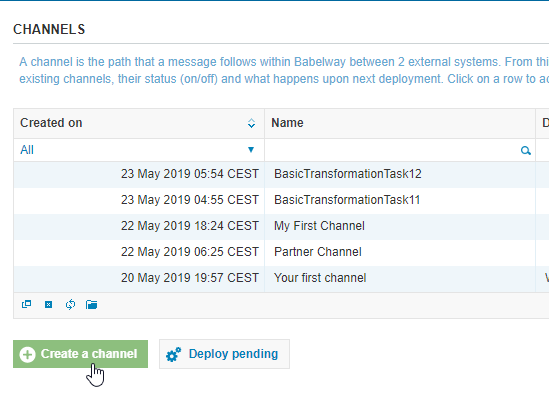 CHANNELS
A channel is the path that a message follows within Babelway between 2 external systems. From thi
existing channels, their status (on/off) and what happens upon next deployment. Click on a row to ac
Created on Name D
All
23 May 2019 05:54 CEST BasicTransformationTask12
23 May 2019 04:55 CEST BasicTransformationTask11
22 May 2019 18:24 CEST My First Channel
22 May 2019 06:25 CEST Partner Channel
20 May 2019 19:57 CEST Your first channel
Create a channel Deploy pending